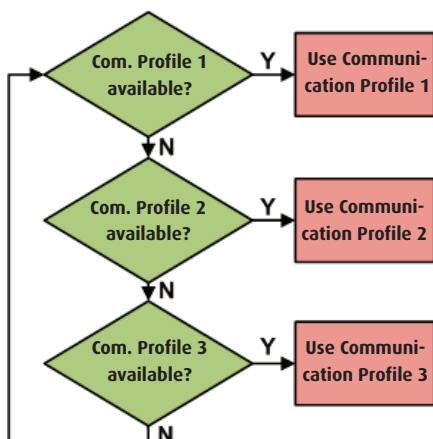 Com. Profile 1
available?
Y
Use Communi-
cation Profile 1
N
Com. Profile 2
available?
Y
Use Communi-
cation Profile 2
N
Com. Profile 3
available?
Y
Use Communi-
cation Profile 3
N